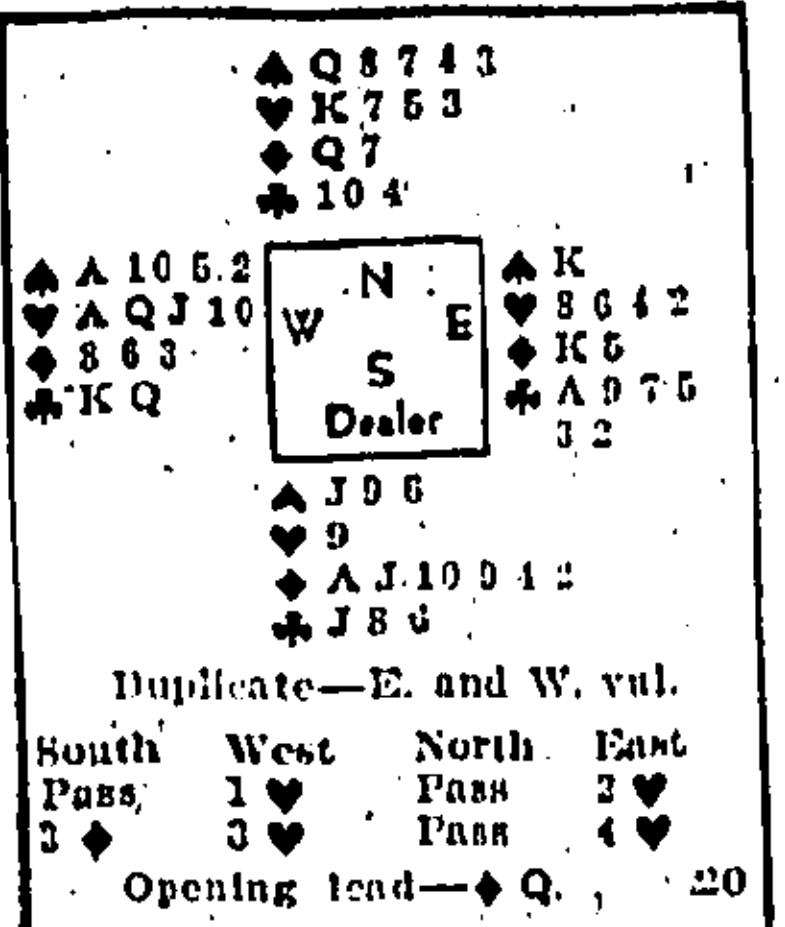 ♠ Q 8 7 4 3
♥ K 7 5 3
♦ Q 7
♣ 10 4
♠ A 10 5 2
♥ A Q J 10
♦ 8 6 3
♣ K Q
N
W E
S
Dealer
♠ K
♥ 8 6 4 2
♦ K 5
♣ A 9 7 5
3 2
♠ J 9 6
♥ 9
♦ A J 10 9 4 2
♣ J 8 6
Duplicate—E. and W. vul.
South West North East
Pass 1 ♥ Pass 2 ♥
3 ♦ 3 ♥ Pass 4 ♥
Opening lead—♦ Q. 20